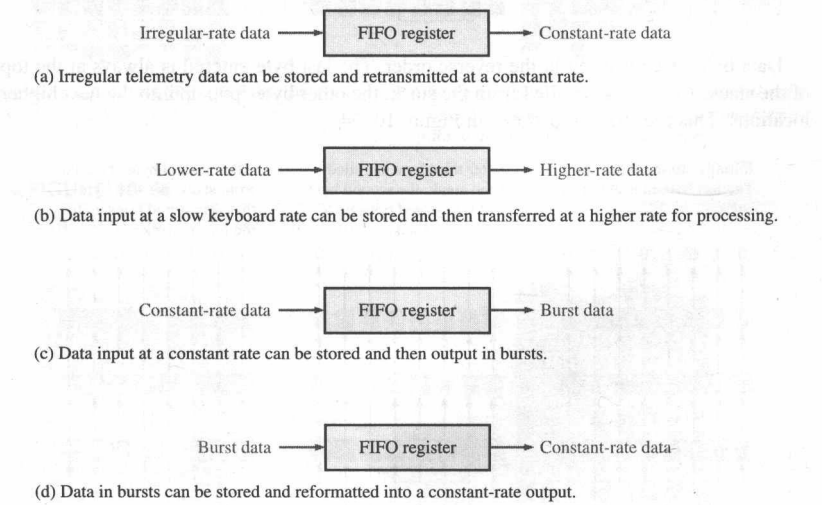 Irregular-rate data FIFO register Constant-rate data
(a) Irregular telemetry data can be stored and retransmitted at a constant rate.
Lower-rate data FIFO register Higher-rate data
(b) Data input at a slow keyboard rate can be stored and then transferred at a higher rate for processing.
Constant-rate data FIFO register Burst data
(c) Data input at a constant rate can be stored and then output in bursts.
Burst data FIFO register Constant-rate data
(d) Data in bursts can be stored and reformatted into a constant-rate output.